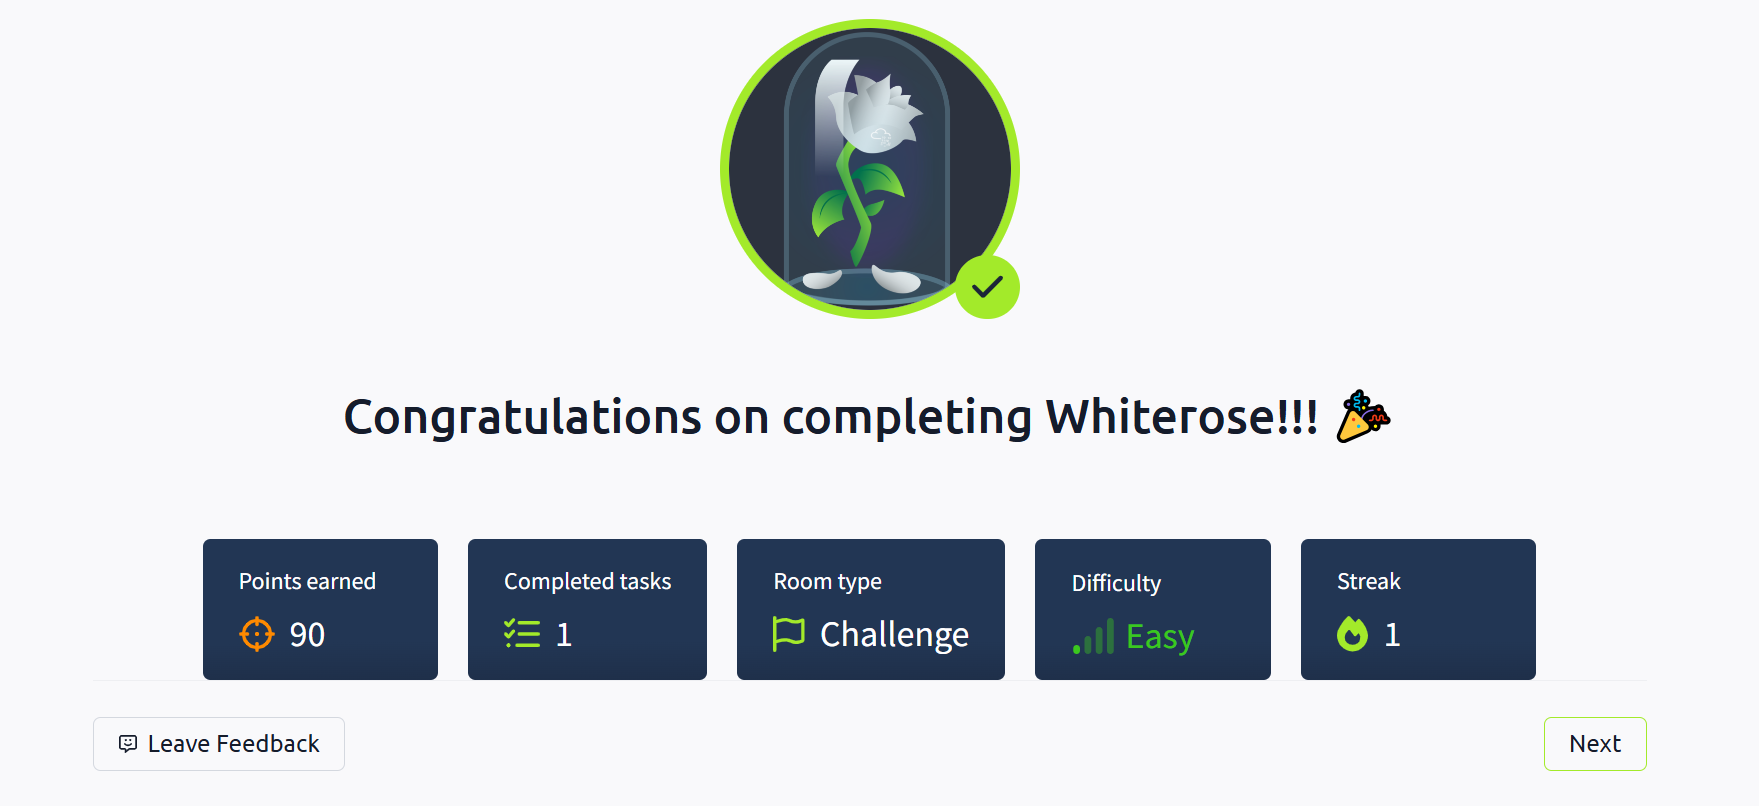 Congratulations on completing Whiterose!!! 🎉
Points earned
90
Completed tasks
1
Room type
Challenge
Difficulty
Easy
Streak
1
Leave Feedback
Next